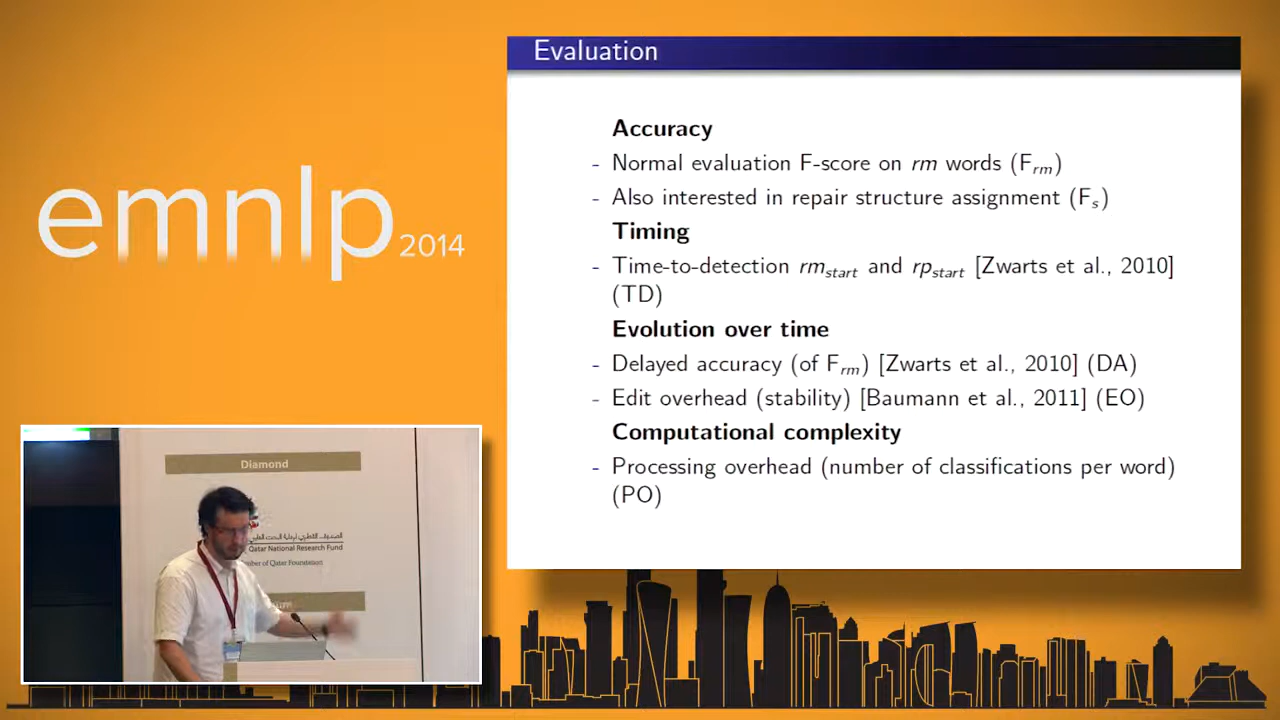 Evaluation
Accuracy
- Normal evaluation F-score on rm words (Frm)
- Also interested in repair structure assignment (Fs)
Timing
- Time-to-detection rmstart and rpstart [Zwarts et al., 2010]
(TD)
Evolution over time
- Delayed accuracy (of Frm) [Zwarts et al., 2010] (DA)
- Edit overhead (stability) [Baumann et al., 2011] (EO)
Computational complexity
- Processing overhead (number of classifications per word)
(PO)
emnlp 2014
Diamond
Qatar National Research Fund
of Qatar Foundation